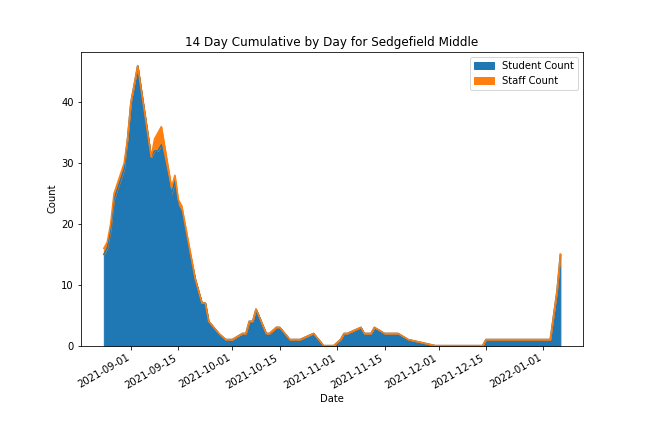 14 Day Cumulative by Day for Sedgefield Middle
Student Count
Staff Count
40
30
20
10
0
Count
2021-09-01
2021-09-15
2021-10-01
2021-10-15
2021-11-01
2021-11-15
2021-12-01
2021-12-15
2022-01-01
Date